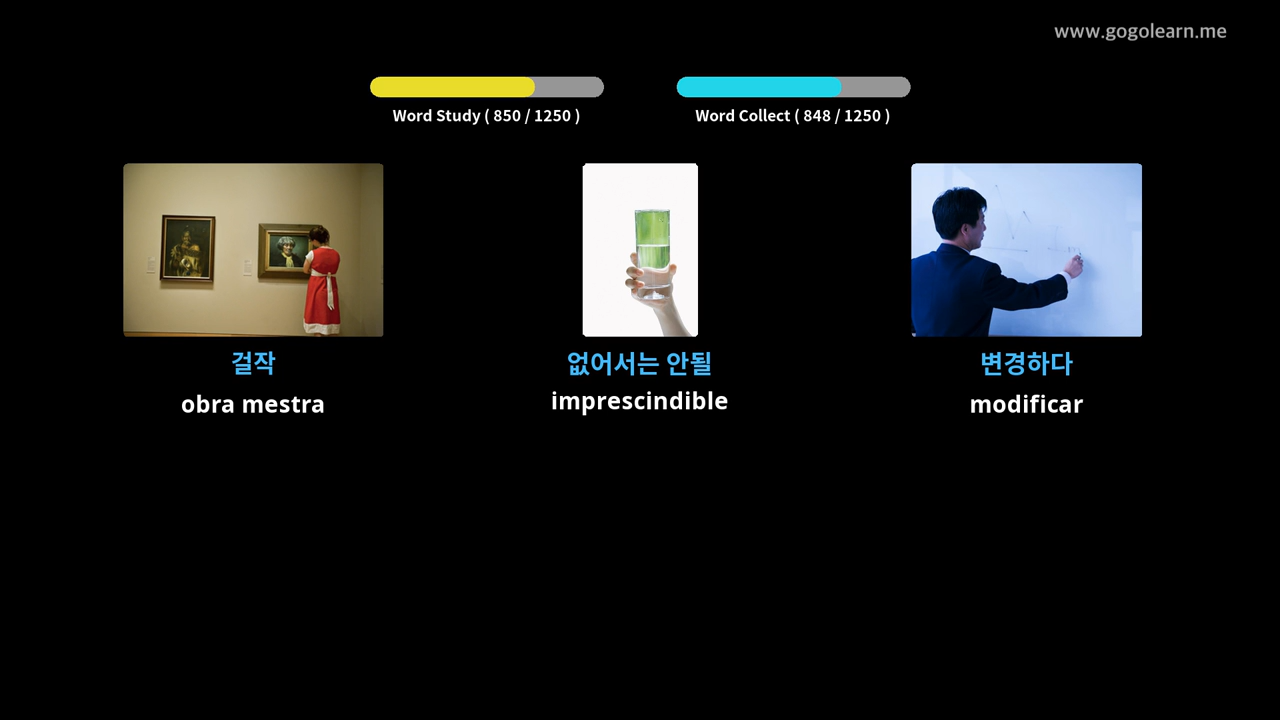 www.gogolearn.me
Word Study ( 850 / 1250 )
Word Collect ( 848 / 1250 )
걸작
obra mestra
없어서는 안될
imprescindible
변경하다
modificar